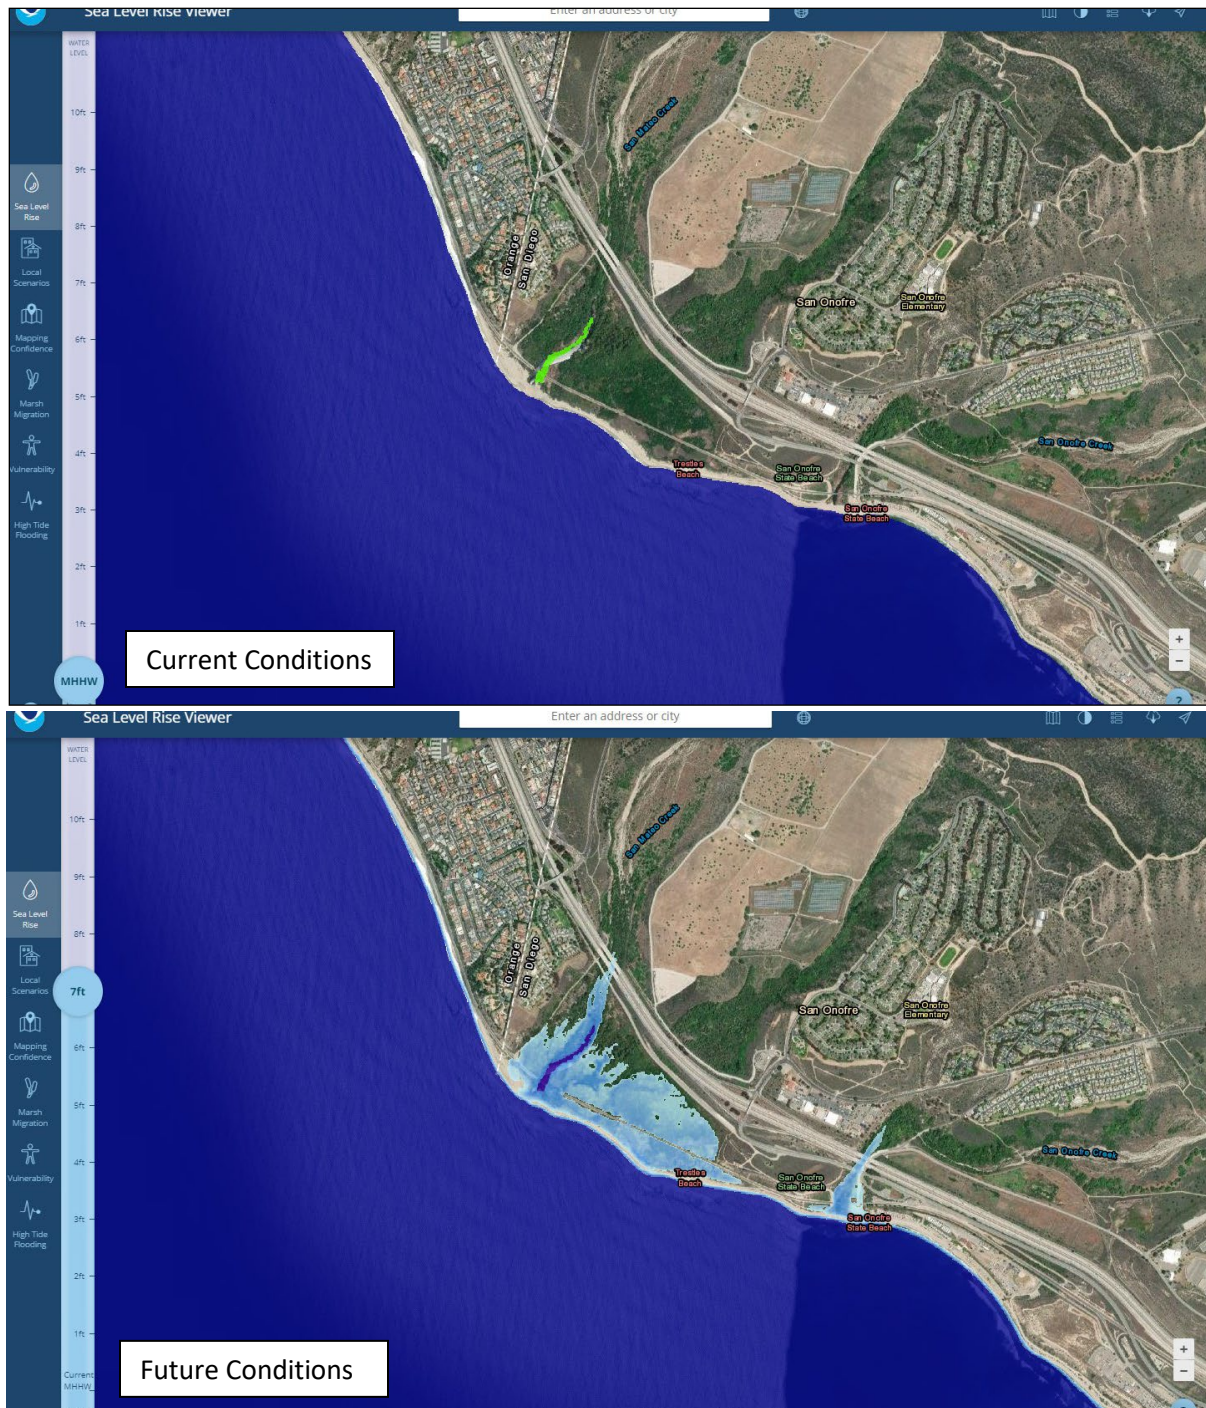 Sea Level Rise Viewer
Enter an address or city
WATER
LEVEL
10ft
9ft
8ft
7ft
6ft
5ft
4ft
3ft
2ft
1ft
MHHW
Sea Level
Rise
Local
Scenarios
Mapping
Confidence
Marsh
Migration
Vulnerability
High Tide
Flooding
San Mateo Creek
Orange
San Diego
San Onofre
San Onofre
Elementary
San Onofre Creek
Trestles
Beach
San Onofre
State Beach
San Onofre
State Beach
Current Conditions
+
−
?
Sea Level Rise Viewer
Enter an address or city
WATER
LEVEL
10ft
9ft
8ft
7ft
6ft
5ft
4ft
3ft
2ft
1ft
Current
MHHW
Sea Level
Rise
Local
Scenarios
Mapping
Confidence
Marsh
Migration
Vulnerability
High Tide
Flooding
San Mateo Creek
Orange
San Diego
San Onofre
San Onofre
Elementary
San Onofre Creek
Trestles
Beach
San Onofre
State Beach
San Onofre
State Beach
Future Conditions
+
−